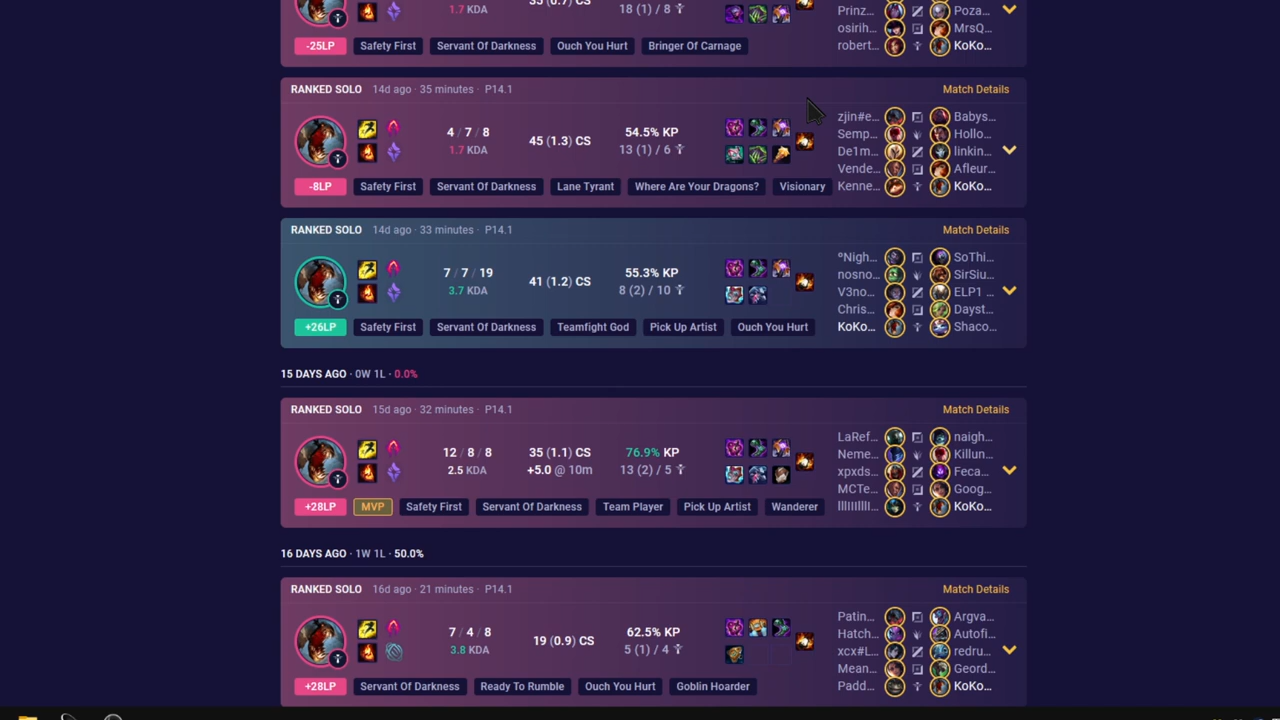 1.7 KDA
35 (0.7) CS
18 (1) / 8
Prinz... Poza...
osirih... MrsQ...
robert... KoKo...
-25LP Safety First Servant Of Darkness Ouch You Hurt Bringer Of Carnage
RANKED SOLO 14d ago · 35 minutes · P14.1 Match Details
4 / 7 / 8
1.7 KDA
45 (1.3) CS
54.5% KP
13 (1) / 6
zjin#e... Babys...
Semp... Hollo...
De1m... linkin...
Vende... Afleur...
Kenne... KoKo...
-8LP Safety First Servant Of Darkness Lane Tyrant Where Are Your Dragons? Visionary
RANKED SOLO 14d ago · 33 minutes · P14.1 Match Details
7 / 7 / 19
3.7 KDA
41 (1.2) CS
55.3% KP
8 (2) / 10
ºNigh... SoThi...
nosno... SirSiu...
V3no... ELP1 ...
Chris... Dayst...
KoKo... Shaco...
+26LP Safety First Servant Of Darkness Teamfight God Pick Up Artist Ouch You Hurt
15 DAYS AGO · 0W 1L · 0.0%
RANKED SOLO 15d ago · 32 minutes · P14.1 Match Details
12 / 8 / 8
2.5 KDA
35 (1.1) CS
+5.0 @ 10m
76.9% KP
13 (2) / 5
LaRef... naigh...
Neme... Killun...
xpxds... Feca...
MCTe... Goog...
KoKo...
+28LP MVP Safety First Servant Of Darkness Team Player Pick Up Artist Wanderer
16 DAYS AGO · 1W 1L · 50.0%
RANKED SOLO 16d ago · 21 minutes · P14.1 Match Details
7 / 4 / 8
3.8 KDA
19 (0.9) CS
62.5% KP
5 (1) / 4
Patin... Argva...
Hatch... Autofi...
xcx#L... redru...
Mean... Geord...
Padd... KoKo...
+28LP Servant Of Darkness Ready To Rumble Ouch You Hurt Goblin Hoarder